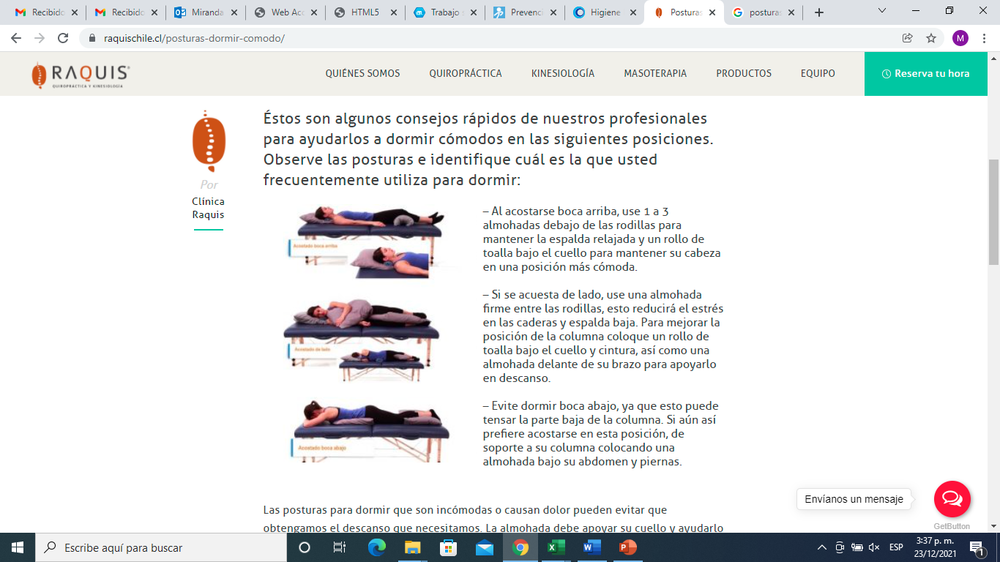 Recibido
Recibido
Miranda
Web Acc
HTML5
Trabajo s
Prevenci
Higiene
Posturas
posturas
raquischile.cl/posturas-dormir-comodo/
M
RAQUIS
QUIROPRÁCTICA Y KINESIOLOGÍA
QUIÉNES SOMOS
QUIROPRÁCTICA
KINESIOLOGÍA
MASOTERAPIA
PRODUCTOS
EQUIPO
Reserva tu hora
Por
Clínica
Raquis
Éstos son algunos consejos rápidos de nuestros profesionales
para ayudarlos a dormir cómodos en las siguientes posiciones.
Observe las posturas e identifique cuál es la que usted
frecuentemente utiliza para dormir:
Acostado boca arriba
– Al acostarse boca arriba, use 1 a 3
almohadas debajo de las rodillas para
mantener la espalda relajada y un rollo de
toalla bajo el cuello para mantener su cabeza
en una posición más cómoda.
Acostado de lado
– Si se acuesta de lado, use una almohada
firme entre las rodillas, esto reducirá el estrés
en las caderas y espalda baja. Para mejorar la
posición de la columna coloque un rollo de
toalla bajo el cuello y cintura, así como una
almohada delante de su brazo para apoyarlo
en descanso.
Acostado boca abajo
– Evite dormir boca abajo, ya que esto puede
tensar la parte baja de la columna. Si aún así
prefiere acostarse en esta posición, de
soporte a su columna colocando una
almohada bajo su abdomen y piernas.
Las posturas para dormir que son incómodas o causan dolor pueden evitar que
obtengamos el descanso que necesitamos. La almohada debe apoyar su cuello y ayudarlo
Envíanos un mensaje
GetButton
Escribe aquí para buscar
ESP
3:37 p. m.
23/12/2021
1